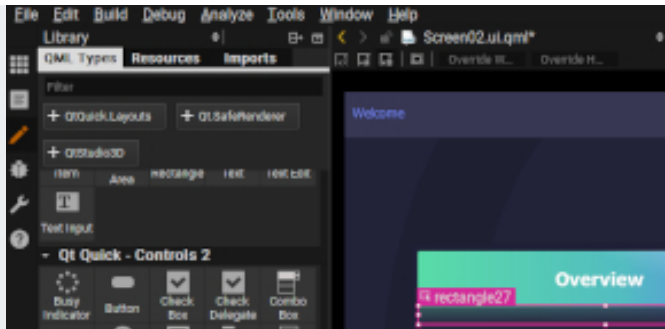 File Edit Build Debug Analyze Tools Window Help
Library Screen02.ui.qml*
QML Types Resources Imports Override W... Override H...
Filter
+ QtQuick.Layouts + Qt.SafeRenderer
+ QtStudio3D
Item Area Rectangle Text Text Edit
Text Input
Qt Quick - Controls 2
Busy Indicator Button Check Box Check Delegate Combo Box
Welcome
Overview
rectangle27